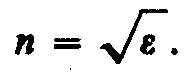 n = √ε.